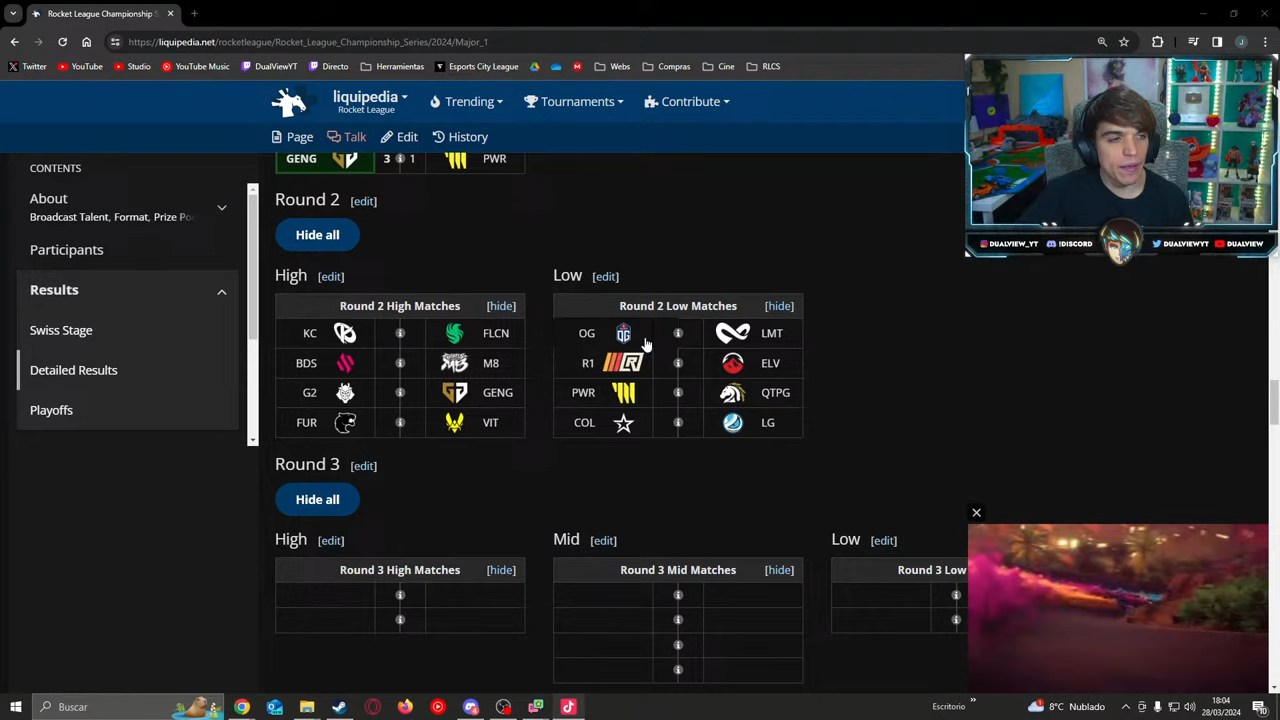 Rocket League Championship S
https://liquipedia.net/rocketleague/Rocket_League_Championship_Series/2024/Major_1
Twitter YouTube Studio YouTube Music DualViewYT Directo Herramientas Esports City League Webs Compras Cine RLCS
liquipedia
Rocket League
Trending Tournaments Contribute
Page Talk Edit History
CONTENTS
About
Broadcast Talent, Format, Prize Po
Participants
Results
Swiss Stage
Detailed Results
Playoffs
GENG 3 1 PWR
Round 2 [edit]
Hide all
High [edit]
Round 2 High Matches [hide]
KC FLCN
BDS M8
G2 GENG
FUR VIT
Low [edit]
Round 2 Low Matches [hide]
OG LMT
R1 ELV
PWR QTPG
COL LG
Round 3 [edit]
Hide all
High [edit]
Round 3 High Matches [hide]
Mid [edit]
Round 3 Mid Matches [hide]
Low [edit]
Round 3 Low
DUALVIEW_YT !DISCORD DUALVIEWYT DUALVIEW
Buscar
Escritorio
8°C Nublado
18:04
28/03/2024